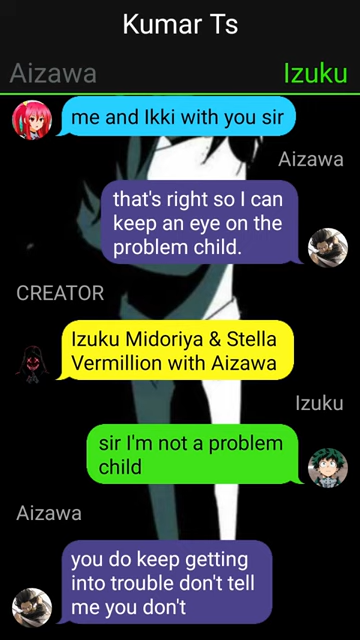 Kumar Ts
Aizawa Izuku
me and Ikki with you sir
Aizawa
that's right so I can
keep an eye on the
problem child.
CREATOR
Izuku Midoriya & Stella
Vermillion with Aizawa
Izuku
sir I'm not a problem
child
Aizawa
you do keep getting
into trouble don't tell
me you don't